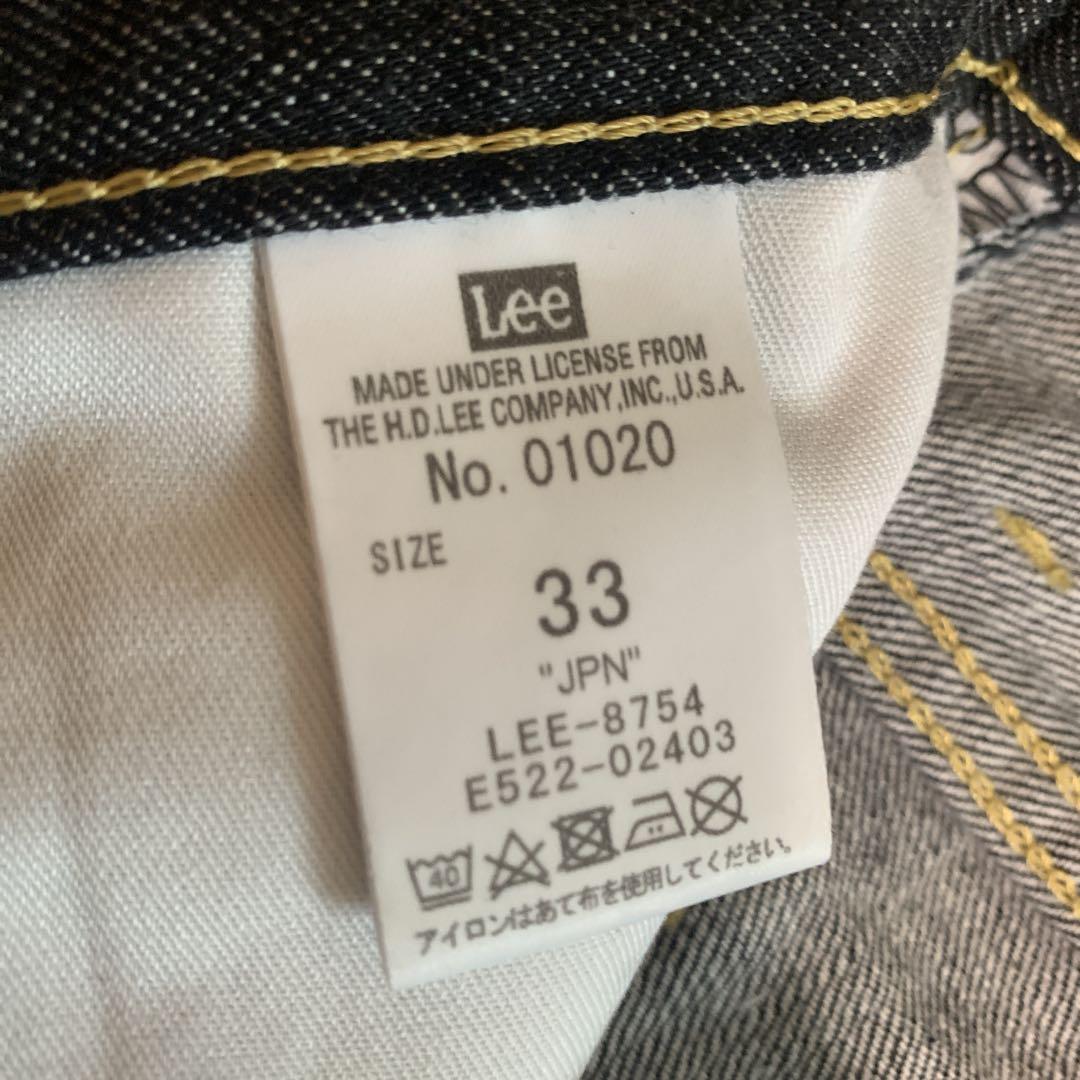 Lee
MADE UNDER LICENSE FROM
THE H.D.LEE COMPANY,INC.,U.S.A.
No. 01020
SIZE
33
"JPN"
LEE-8754
E522-02403
40
アイロンはあて布を使用してください。